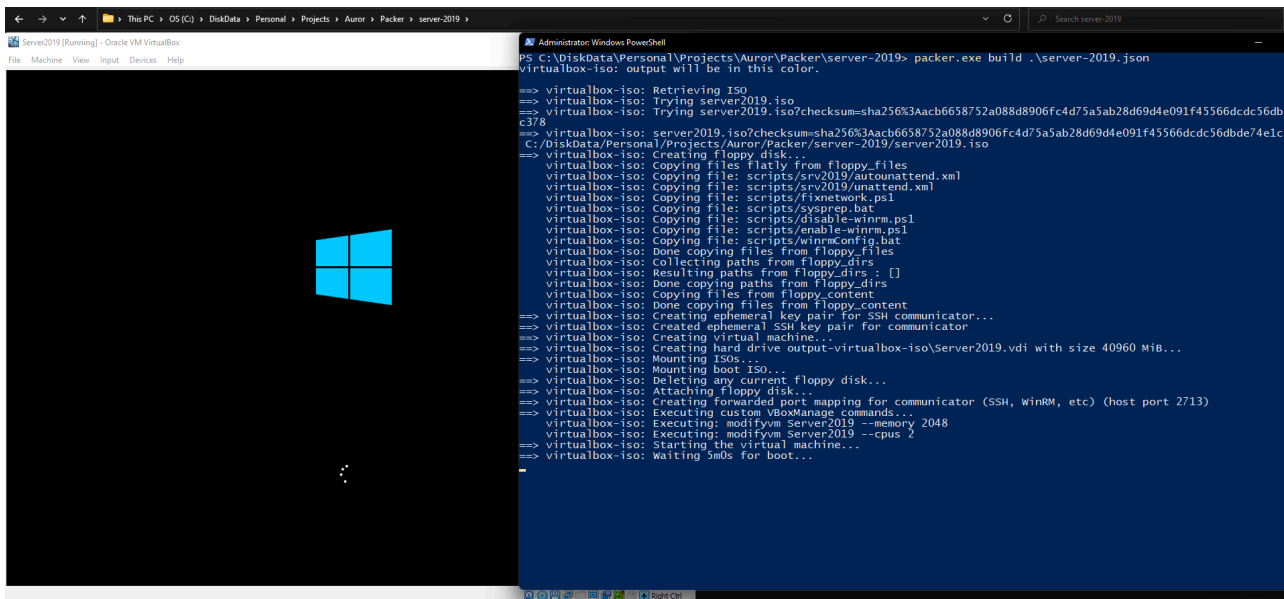 This PC › OS (C:) › DiskData › Personal › Projects › Auror › Packer › server-2019 ›
Search server-2019
Server2019 [Running] - Oracle VM VirtualBox
File Machine View Input Devices Help
Administrator: Windows PowerShell
PS C:\DiskData\Personal\Projects\Auror\Packer\server-2019> packer.exe build .\server-2019.json
virtualbox-iso: output will be in this color.
==> virtualbox-iso: Retrieving ISO
==> virtualbox-iso: Trying server2019.iso
==> virtualbox-iso: Trying server2019.iso?checksum=sha256%3Aacb6658752a088d8906fc4d75a5ab28d69d4e091f45566dcdc56db
c378
==> virtualbox-iso: server2019.iso?checksum=sha256%3Aacb6658752a088d8906fc4d75a5ab28d69d4e091f45566dcdc56dbde74e1c
C:/DiskData/Personal/Projects/Auror/Packer/server-2019/server2019.iso
==> virtualbox-iso: Creating floppy disk...
virtualbox-iso: Copying files flatly from floppy_files
virtualbox-iso: Copying file: scripts/srv2019/autounattend.xml
virtualbox-iso: Copying file: scripts/srv2019/unattend.xml
virtualbox-iso: Copying file: scripts/fixnetwork.ps1
virtualbox-iso: Copying file: scripts/sysprep.bat
virtualbox-iso: Copying file: scripts/disable-winrm.ps1
virtualbox-iso: Copying file: scripts/enable-winrm.ps1
virtualbox-iso: Copying file: scripts/winrmConfig.bat
virtualbox-iso: Done copying files from floppy_files
virtualbox-iso: Collecting paths from floppy_dirs
virtualbox-iso: Resulting paths from floppy_dirs : []
virtualbox-iso: Done copying paths from floppy_dirs
virtualbox-iso: Copying files from floppy_content
virtualbox-iso: Done copying files from floppy_content
==> virtualbox-iso: Creating ephemeral key pair for SSH communicator...
==> virtualbox-iso: Created ephemeral SSH key pair for communicator
==> virtualbox-iso: Creating virtual machine...
==> virtualbox-iso: Creating hard drive output-virtualbox-iso\Server2019.vdi with size 40960 MiB...
==> virtualbox-iso: Mounting ISOs...
virtualbox-iso: Mounting boot ISO...
==> virtualbox-iso: Deleting any current floppy disk...
==> virtualbox-iso: Attaching floppy disk...
==> virtualbox-iso: Creating forwarded port mapping for communicator (SSH, WinRM, etc) (host port 2713)
==> virtualbox-iso: Executing custom VBoxManage commands...
virtualbox-iso: Executing: modifyvm Server2019 --memory 2048
virtualbox-iso: Executing: modifyvm Server2019 --cpus 2
==> virtualbox-iso: Starting the virtual machine...
==> virtualbox-iso: Waiting 5m0s for boot...
Right Ctrl